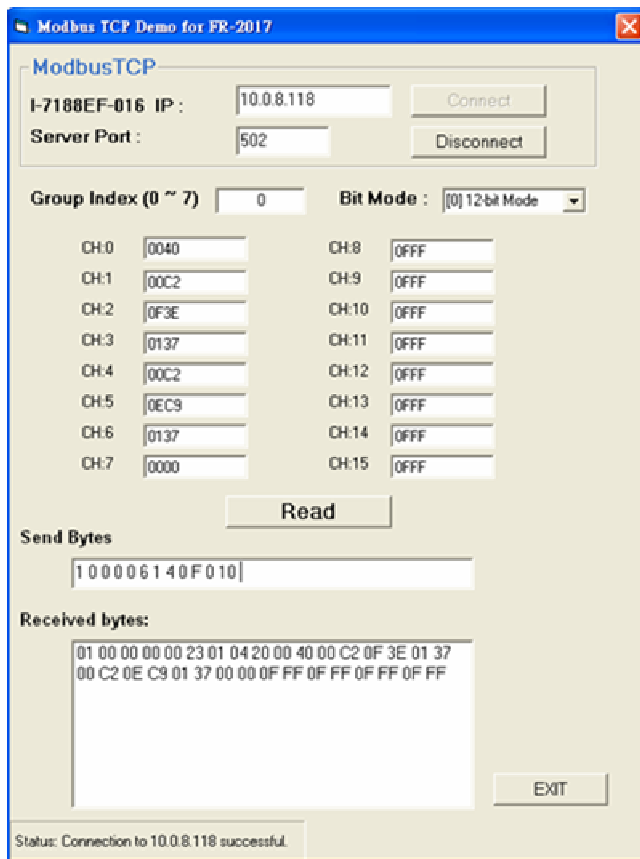 Modbus TCP Demo for FR-2017
ModbusTCP
I-7188EF-016 IP : 10.0.8.118 Connect
Server Port : 502 Disconnect
Group Index (0 ~ 7) 0 Bit Mode : [0] 12-bit Mode
CH:0 0040 CH:8 0FFF
CH:1 00C2 CH:9 0FFF
CH:2 0F3E CH:10 0FFF
CH:3 0137 CH:11 0FFF
CH:4 00C2 CH:12 0FFF
CH:5 0EC9 CH:13 0FFF
CH:6 0137 CH:14 0FFF
CH:7 0000 CH:15 0FFF
Read
Send Bytes
1 0 0 0 0 6 1 4 0 F 0 10
Received bytes:
01 00 00 00 00 23 01 04 20 00 40 00 C2 0F 3E 01 37
00 C2 0E C9 01 37 00 00 0F FF 0F FF 0F FF 0F FF
EXIT
Status: Connection to 10.0.8.118 successful.